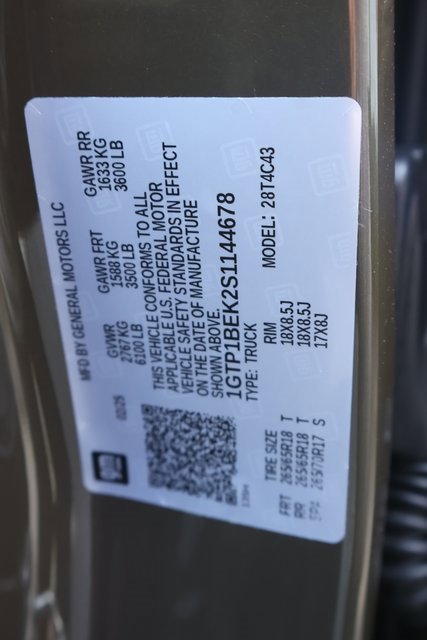 MFD BY GENERAL MOTORS LLC
02/25
GVWR GAWR FRT GAWR RR
2767 KG 1588 KG 1633 KG
6100 LB 3500 LB 3600 LB
THIS VEHICLE CONFORMS TO ALL
APPLICABLE U.S. FEDERAL MOTOR
VEHICLE SAFETY STANDARDS IN EFFECT
ON THE DATE OF MANUFACTURE
SHOWN ABOVE.
1GTP1BEK2S1144678
TYPE: TRUCK MODEL: 28T4C43
TIRE SIZE RIM
FRT 265/65R18 T 18X8.5J
RR 265/65R18 T 18X8.5J
SPA 265/70R17 S 17X8J